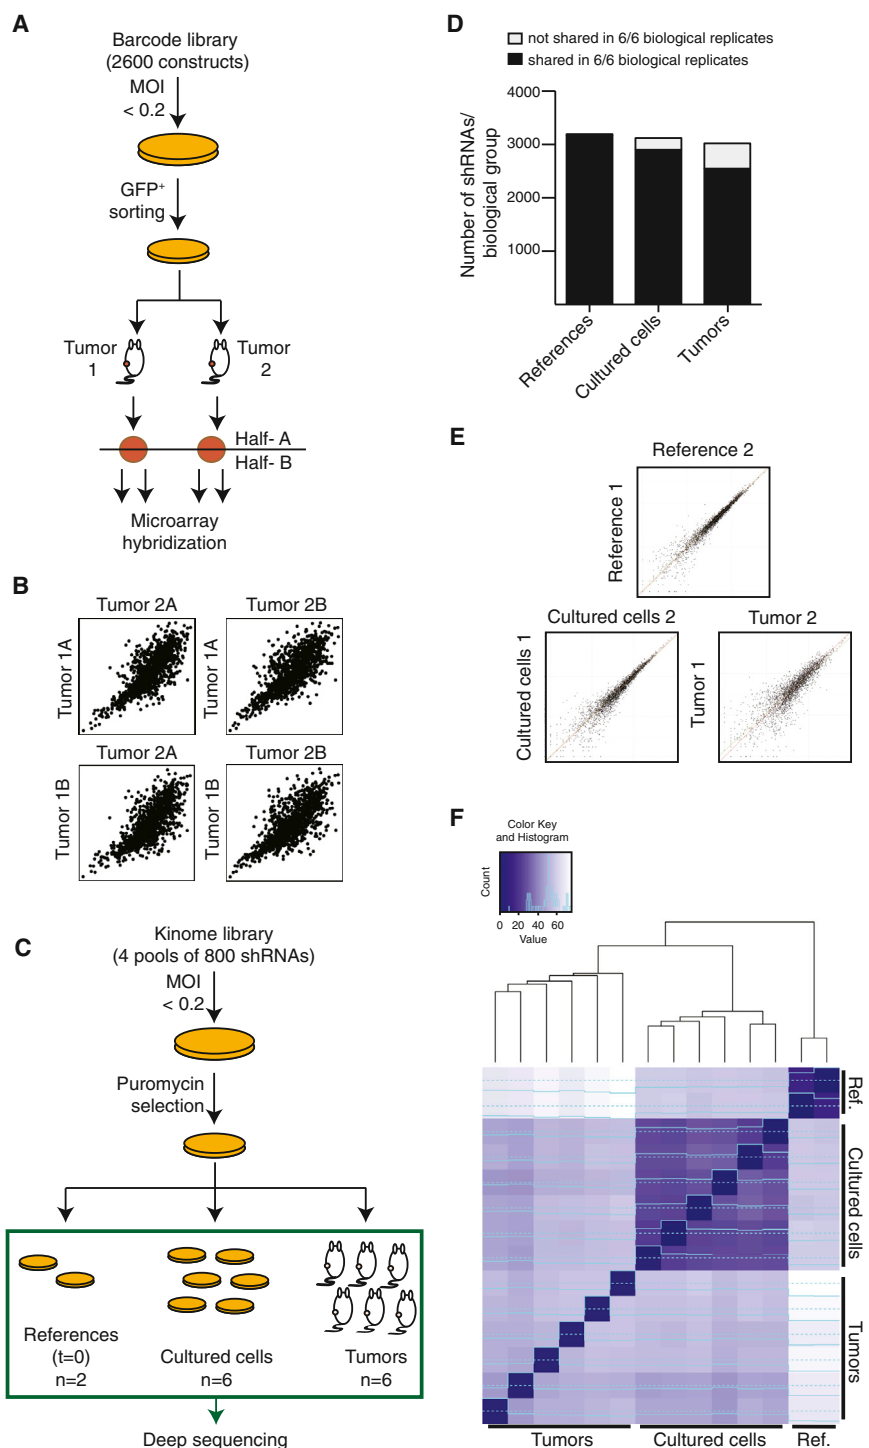 A
Barcode library
(2600 constructs)
MOI
< 0.2
GFP+
sorting
Tumor
1
Tumor
2
Half- A
Half- B
Microarray
hybridization
B
Tumor 2A
Tumor 1A
Tumor 2B
Tumor 1A
Tumor 2A
Tumor 1B
Tumor 2B
Tumor 1B
C
Kinome library
(4 pools of 800 shRNAs)
MOI
< 0.2
Puromycin
selection
References
(t=0)
n=2
Cultured cells
n=6
Tumors
n=6
Deep sequencing
D
not shared in 6/6 biological replicates
shared in 6/6 biological replicates
Number of shRNAs/
biological group
4000
3000
2000
1000
References
Cultured cells
Tumors
E
Reference 2
Reference 1
Cultured cells 2
Cultured cells 1
Tumor 2
Tumor 1
F
Color Key
and Histogram
Count
0 20 40 60
Value
Ref.
Cultured cells
Tumors
Tumors
Cultured cells
Ref.